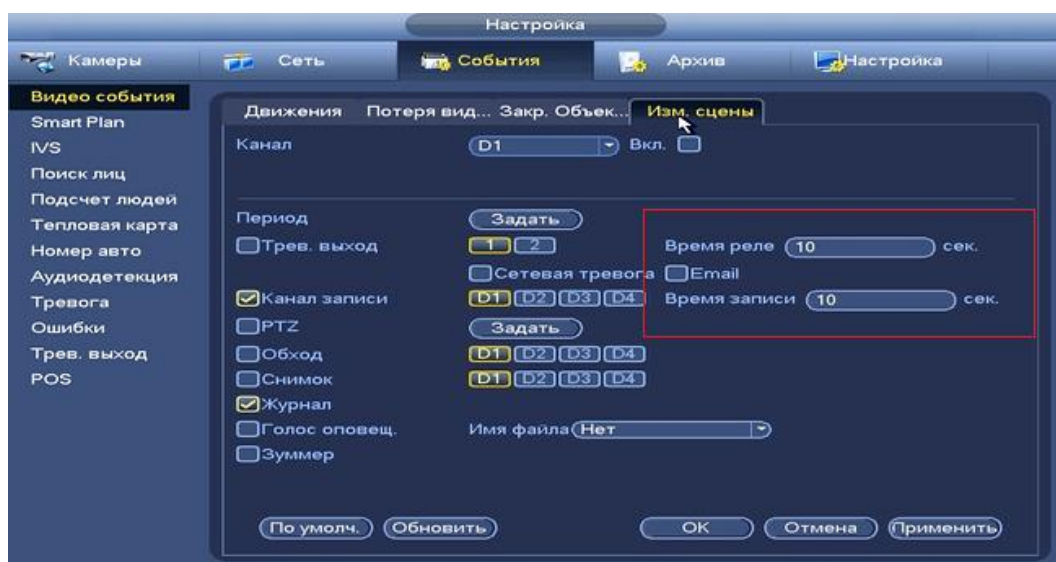 Настройка
Камеры Сеть События Архив Настройка
Видео события
Smart Plan
IVS
Поиск лиц
Подсчет людей
Тепловая карта
Номер авто
Аудиодетекция
Тревога
Ошибки
Трев. выход
POS
Движения Потеря вид... Закр. Объек... Изм. сцены
Канал D1 Вкл.
Период Задать
Трев. выход 1 2 Время реле 10 сек.
Сетевая тревога Email
Канал записи D1 D2 D3 D4 Время записи 10 сек.
PTZ Задать
Обход D1 D2 D3 D4
Снимок D1 D2 D3 D4
Журнал
Голос оповещ. Имя файла Нет
Зуммер
По умолч. Обновить OK Отмена Применить